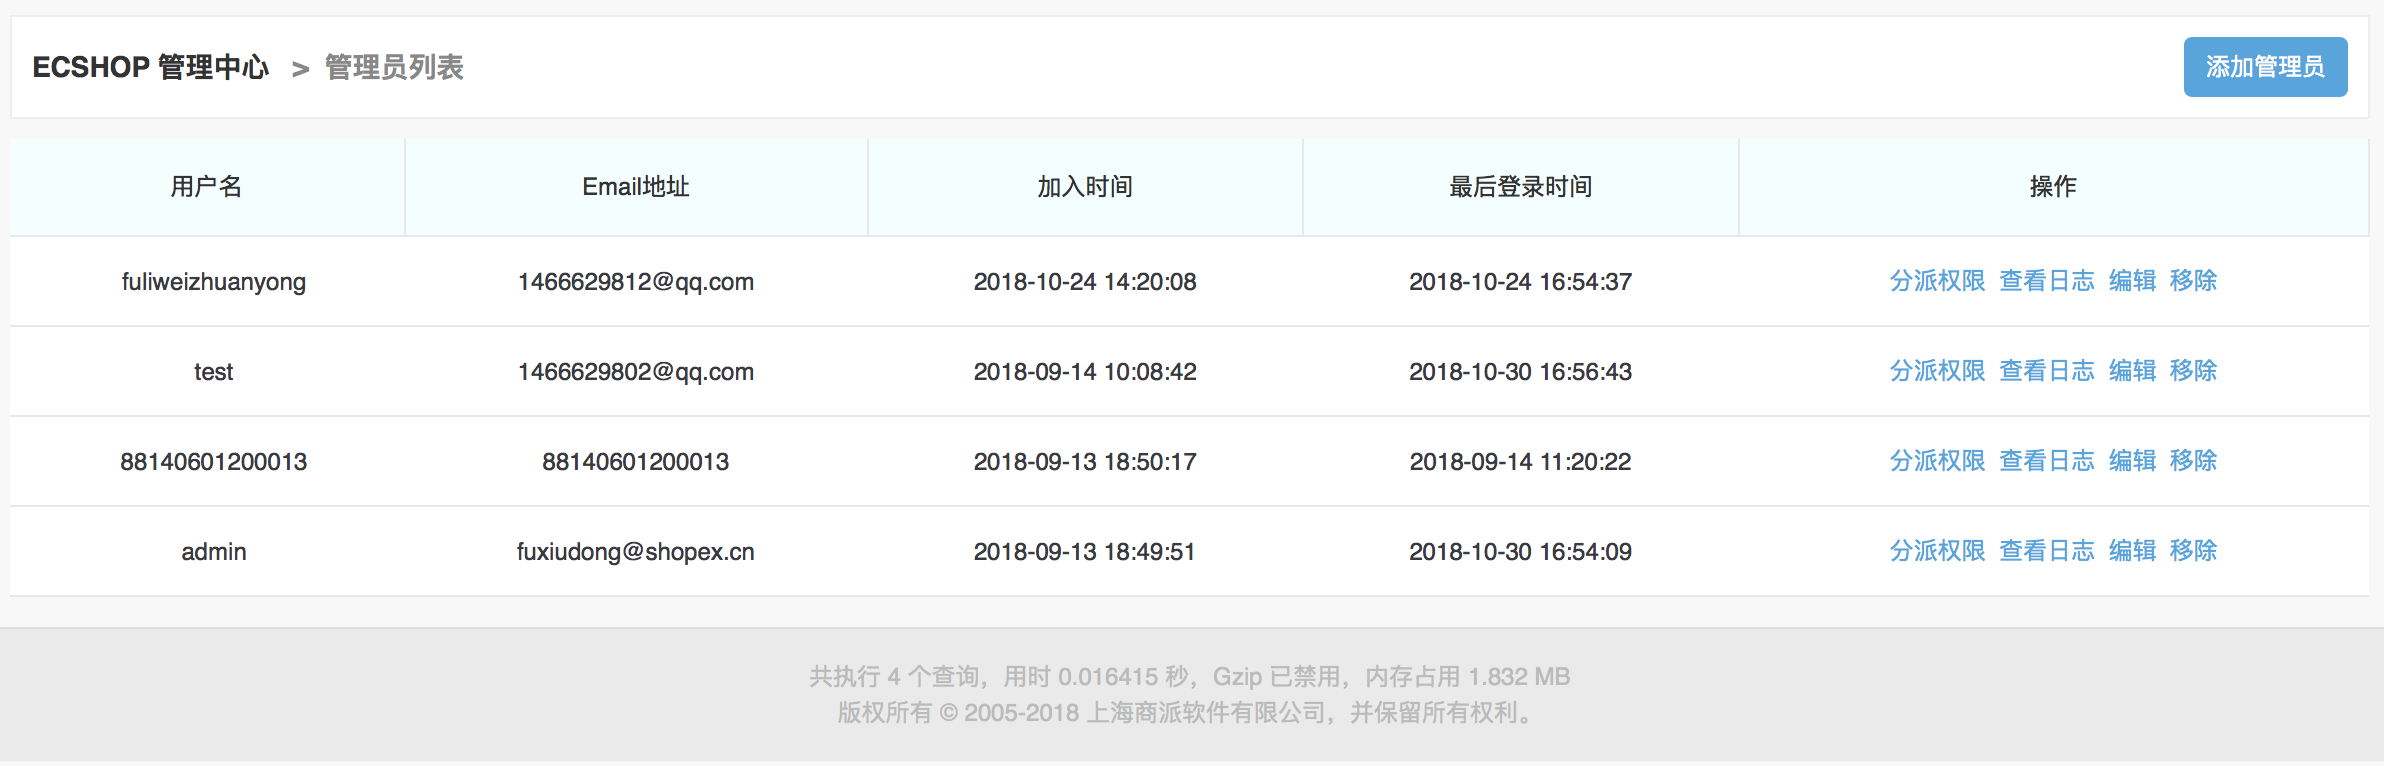 ECSHOP 管理中心 > 管理员列表 添加管理员
用户名 Email地址 加入时间 最后登录时间 操作
fuliweizhuanyong 1466629812@qq.com 2018-10-24 14:20:08 2018-10-24 16:54:37 分派权限 查看日志 编辑 移除
test 1466629802@qq.com 2018-09-14 10:08:42 2018-10-30 16:56:43 分派权限 查看日志 编辑 移除
88140601200013 88140601200013 2018-09-13 18:50:17 2018-09-14 11:20:22 分派权限 查看日志 编辑 移除
admin fuxiudong@shopex.cn 2018-09-13 18:49:51 2018-10-30 16:54:09 分派权限 查看日志 编辑 移除
共执行 4 个查询，用时 0.016415 秒，Gzip 已禁用，内存占用 1.832 MB
版权所有 © 2005-2018 上海商派软件有限公司，并保留所有权利。